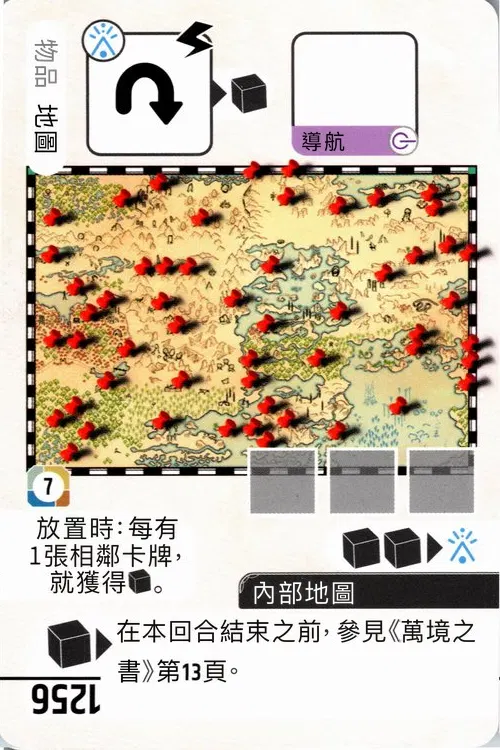 物品 地圖
導航
7
放置時：每有
1張相鄰卡牌，
就獲得。
內部地圖
在本回合結束之前，參見《萬境之
書》第13頁。
1256